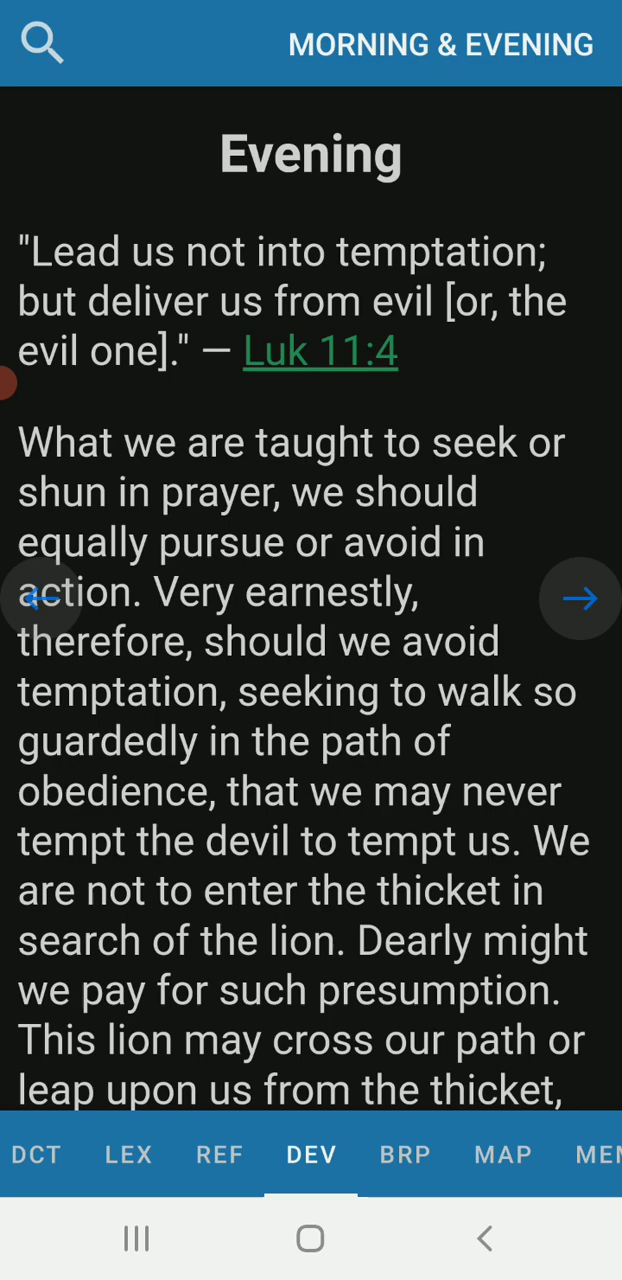 MORNING & EVENING
Evening
"Lead us not into temptation;
but deliver us from evil [or, the
evil one]." — Luk 11:4
What we are taught to seek or
shun in prayer, we should
equally pursue or avoid in
action. Very earnestly,
therefore, should we avoid
temptation, seeking to walk so
guardedly in the path of
obedience, that we may never
tempt the devil to tempt us. We
are not to enter the thicket in
search of the lion. Dearly might
we pay for such presumption.
This lion may cross our path or
leap upon us from the thicket,
DCT LEX REF DEV BRP MAP MEM